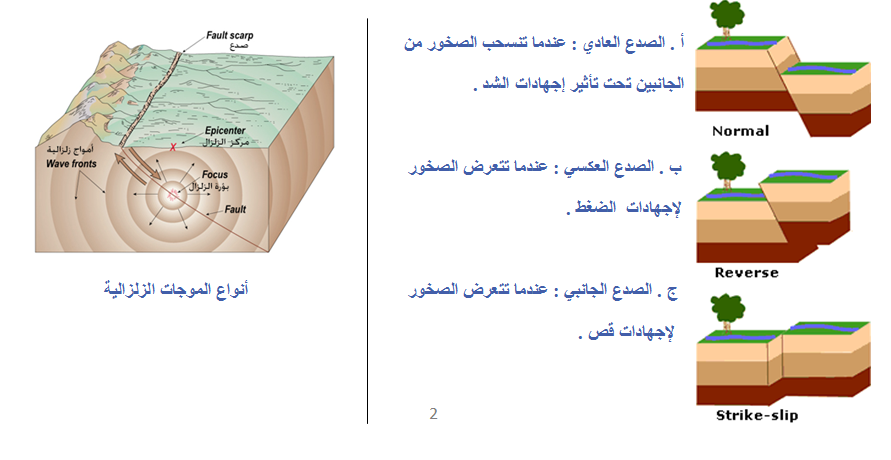 أ . الصدع العادي : عندما تنسحب الصخور من
الجانبين تحت تأثير إجهادات الشد .
Normal
ب . الصدع العكسي : عندما تتعرض الصخور
لإجهادات الضغط .
Reverse
ج . الصدع الجانبي : عندما تتعرض الصخور
لإجهادات قص .
Strike-slip
2
Fault scarp
صدع
Epicenter
مركز الزلزال
أمواج زلزالية
Wave fronts
Focus
بؤرة الزلزال
Fault
أنواع الموجات الزلزالية